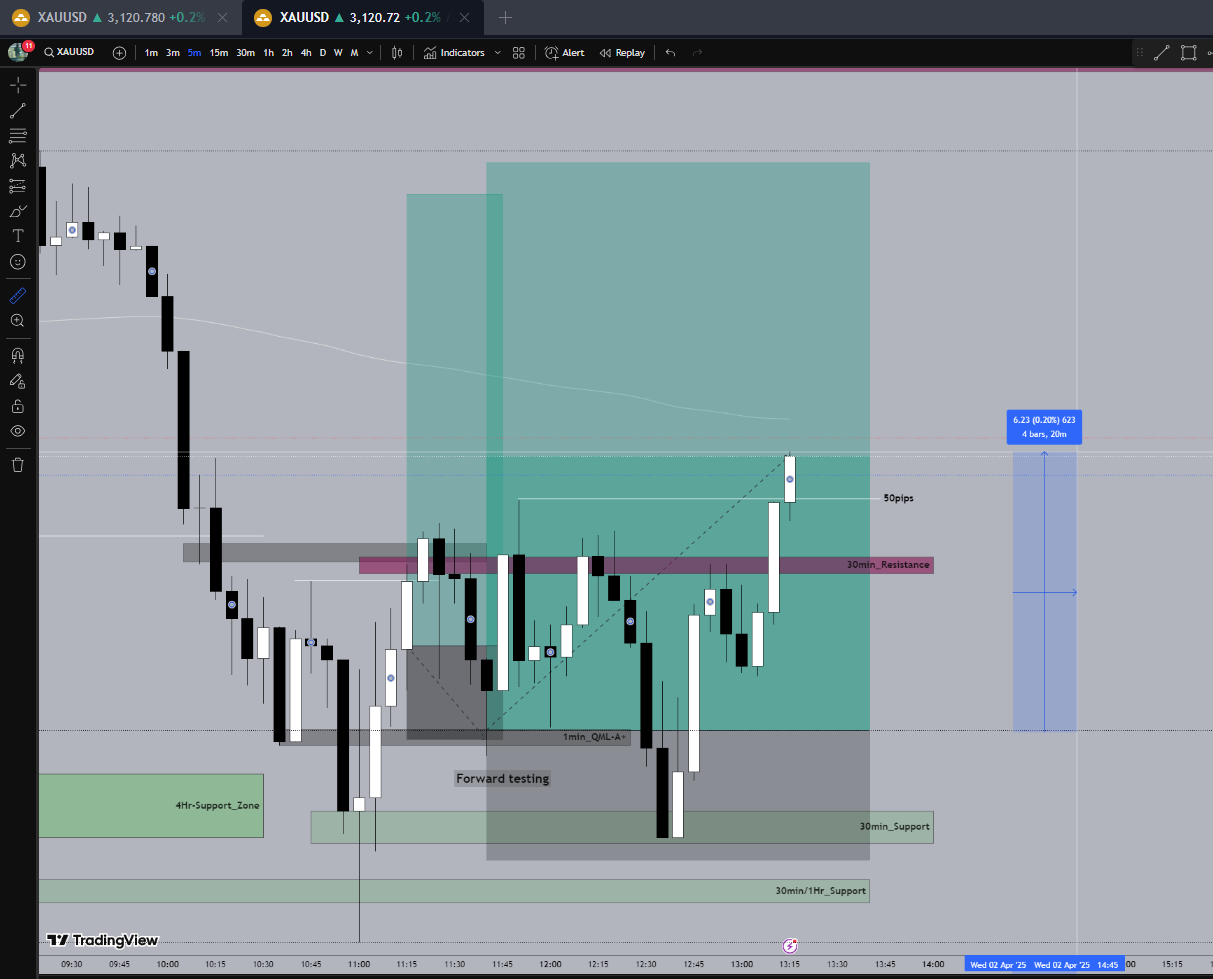 XAUUSD ▲ 3,120.780 +0.2%
XAUUSD ▲ 3,120.72 +0.2% /
11
XAUUSD
1m 3m 5m 15m 30m 1h 2h 4h D W M
Indicators
Alert
Replay
6.23 (0.20%) 623
4 bars, 20m
50pips
30min_Resistance
1min_QML-A+
Forward testing
4Hr-Support_Zone
30min_Support
30min/1Hr_Support
TradingView
09:30 09:45 10:00 10:15 10:30 10:45 11:00 11:15 11:30 11:45 12:00 12:15 12:30 12:45 13:00 13:15 13:30 13:45 14:00 Wed 02 Apr '25 Wed 02 Apr '25 14:45 :00 15:15